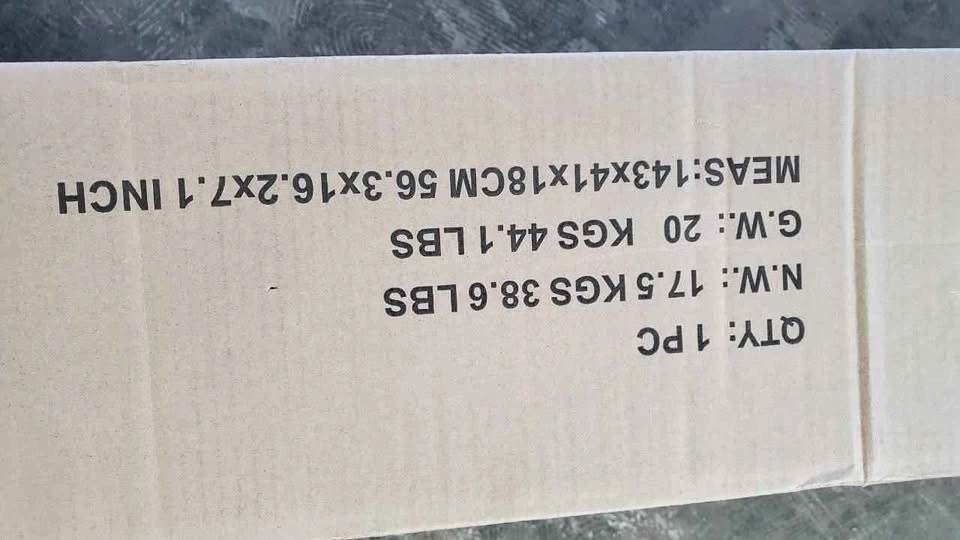 QTY: 1 PC
N.W.: 17.5 KGS 38.6 LBS
G.W.: 20 KGS 44.1 LBS
MEAS:143x41x18CM 56.3x16.2x7.1 INCH